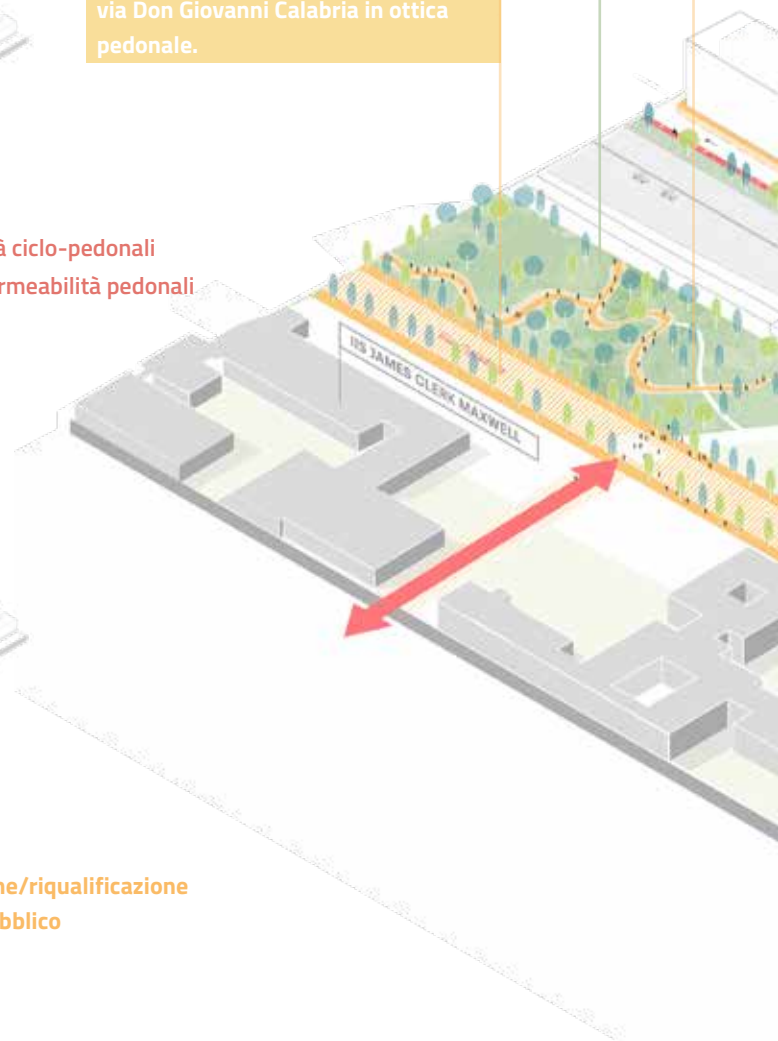 via Don Giovanni Calabria in ottica
pedonale.
à ciclo-pedonali
rmeabilità pedonali
IIS JAMES CLERK MAXWELL
ne/riqualificazione
bblico